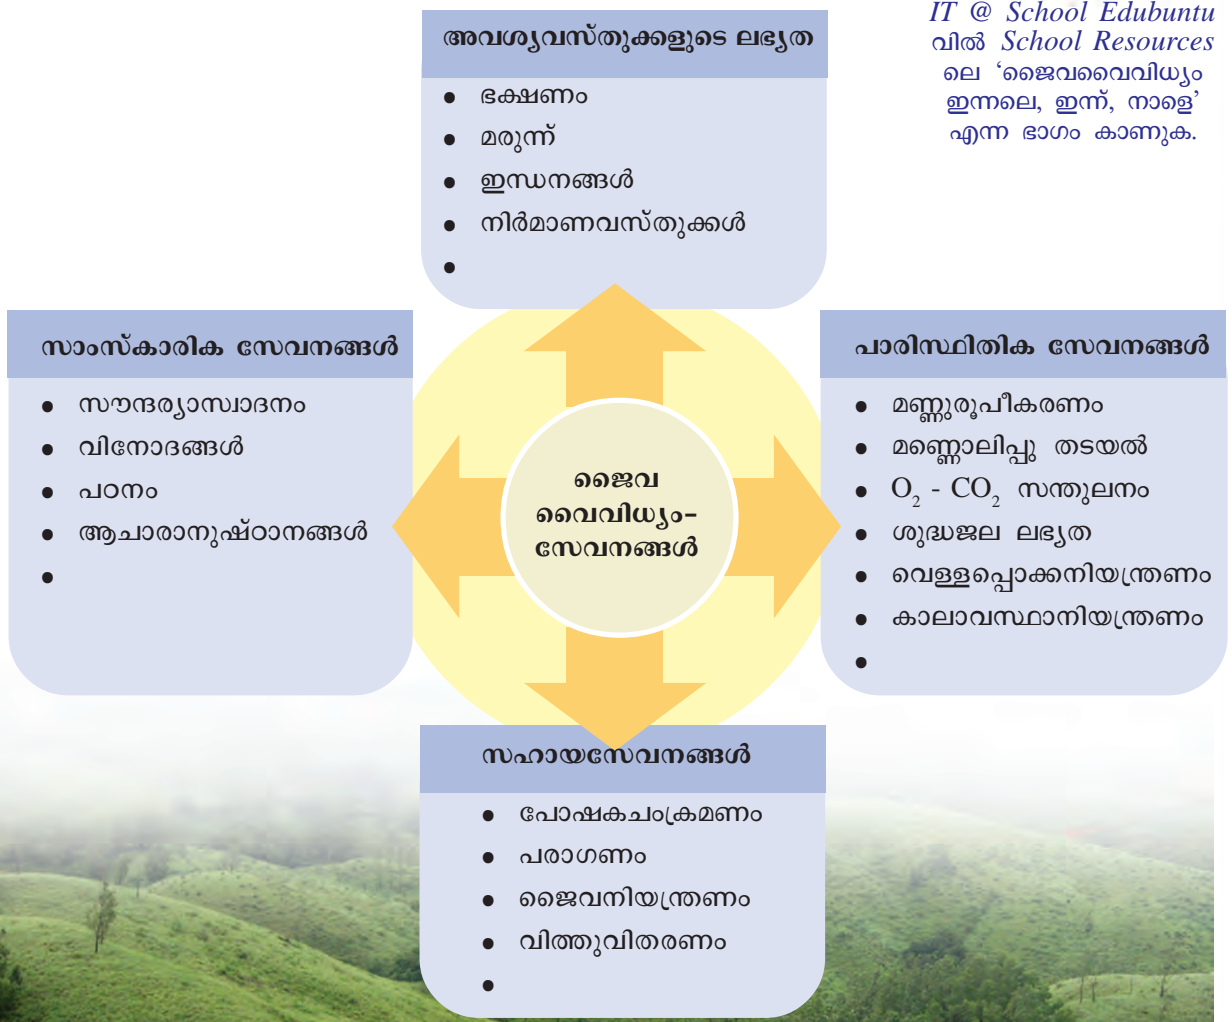 IT @ School Edubuntu
വിൽ School Resources
ലെ ‘ജൈവവൈവിധ്യം
ഇന്നലെ, ഇന്ന്, നാളെ’
എന്ന ഭാഗം കാണുക.
അവശ്യവസ്തുക്കളുടെ ലഭ്യത
• ഭക്ഷണം
• മരുന്ന്
• ഇന്ധനങ്ങൾ
• നിർമാണവസ്തുക്കൾ
•
സാംസ്കാരിക സേവനങ്ങൾ
• സൗന്ദര്യാസ്വാദനം
• വിനോദങ്ങൾ
• പഠനം
• ആചാരാനുഷ്ഠാനങ്ങൾ
•
ജൈവ
വൈവിധ്യം–
സേവനങ്ങൾ
പാരിസ്ഥിതിക സേവനങ്ങൾ
• മണ്ണുരൂപീകരണം
• മണ്ണൊലിപ്പു തടയൽ
• O₂ - CO₂ സന്തുലനം
• ശുദ്ധജല ലഭ്യത
• വെള്ളപ്പൊക്കനിയന്ത്രണം
• കാലാവസ്ഥാനിയന്ത്രണം
•
സഹായസേവനങ്ങൾ
• പോഷകചംക്രമണം
• പരാഗണം
• ജൈവനിയന്ത്രണം
• വിത്തുവിതരണം
•